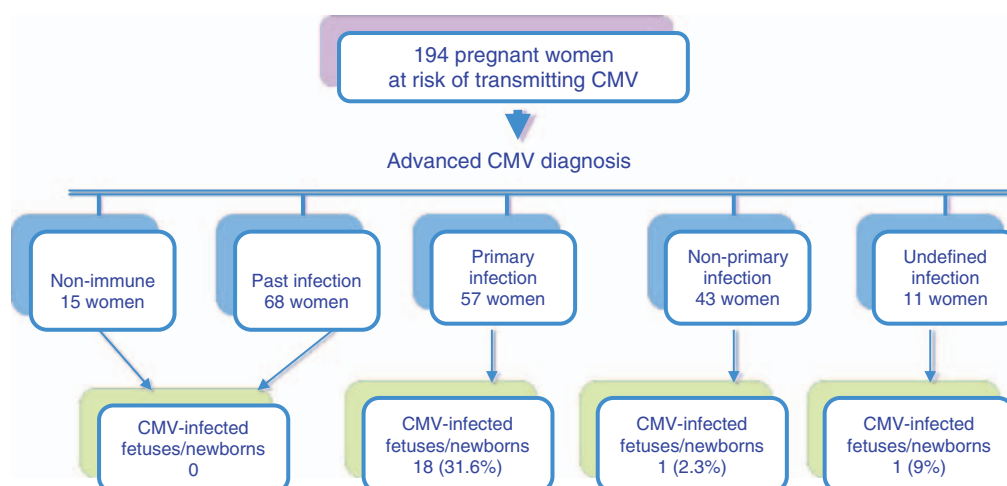 194 pregnant women
at risk of transmitting CMV
Advanced CMV diagnosis
Non-immune
15 women
Past infection
68 women
Primary
infection
57 women
Non-primary
infection
43 women
Undefined
infection
11 women
CMV-infected
fetuses/newborns
0
CMV-infected
fetuses/newborns
18 (31.6%)
CMV-infected
fetuses/newborns
1 (2.3%)
CMV-infected
fetuses/newborns
1 (9%)